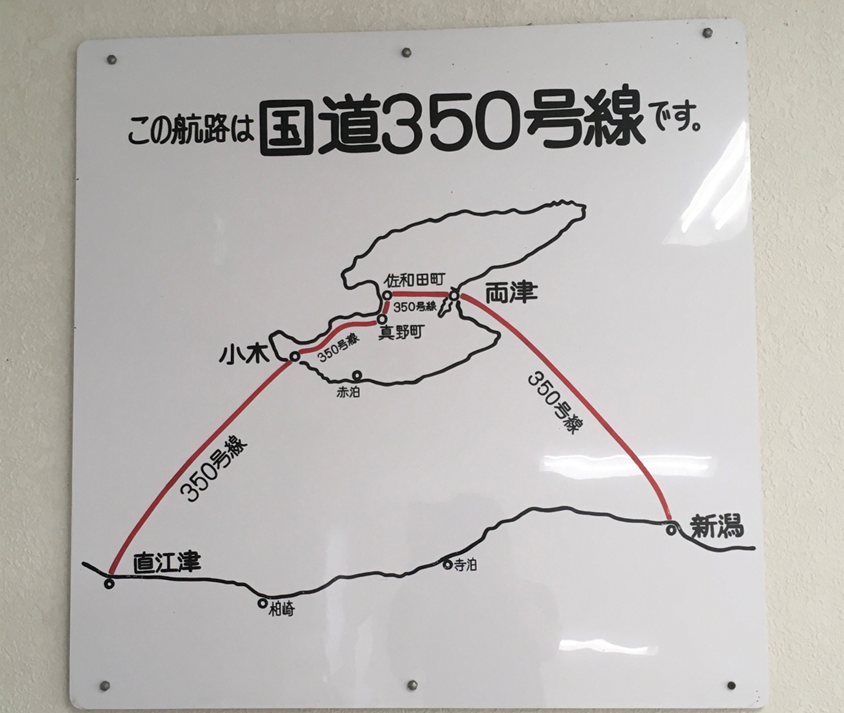 この航路は国道350号線です。
佐和田町
両津
350号線
真野町
小木
350号線
赤泊
350号線
350号線
新潟
直江津
寺泊
柏崎